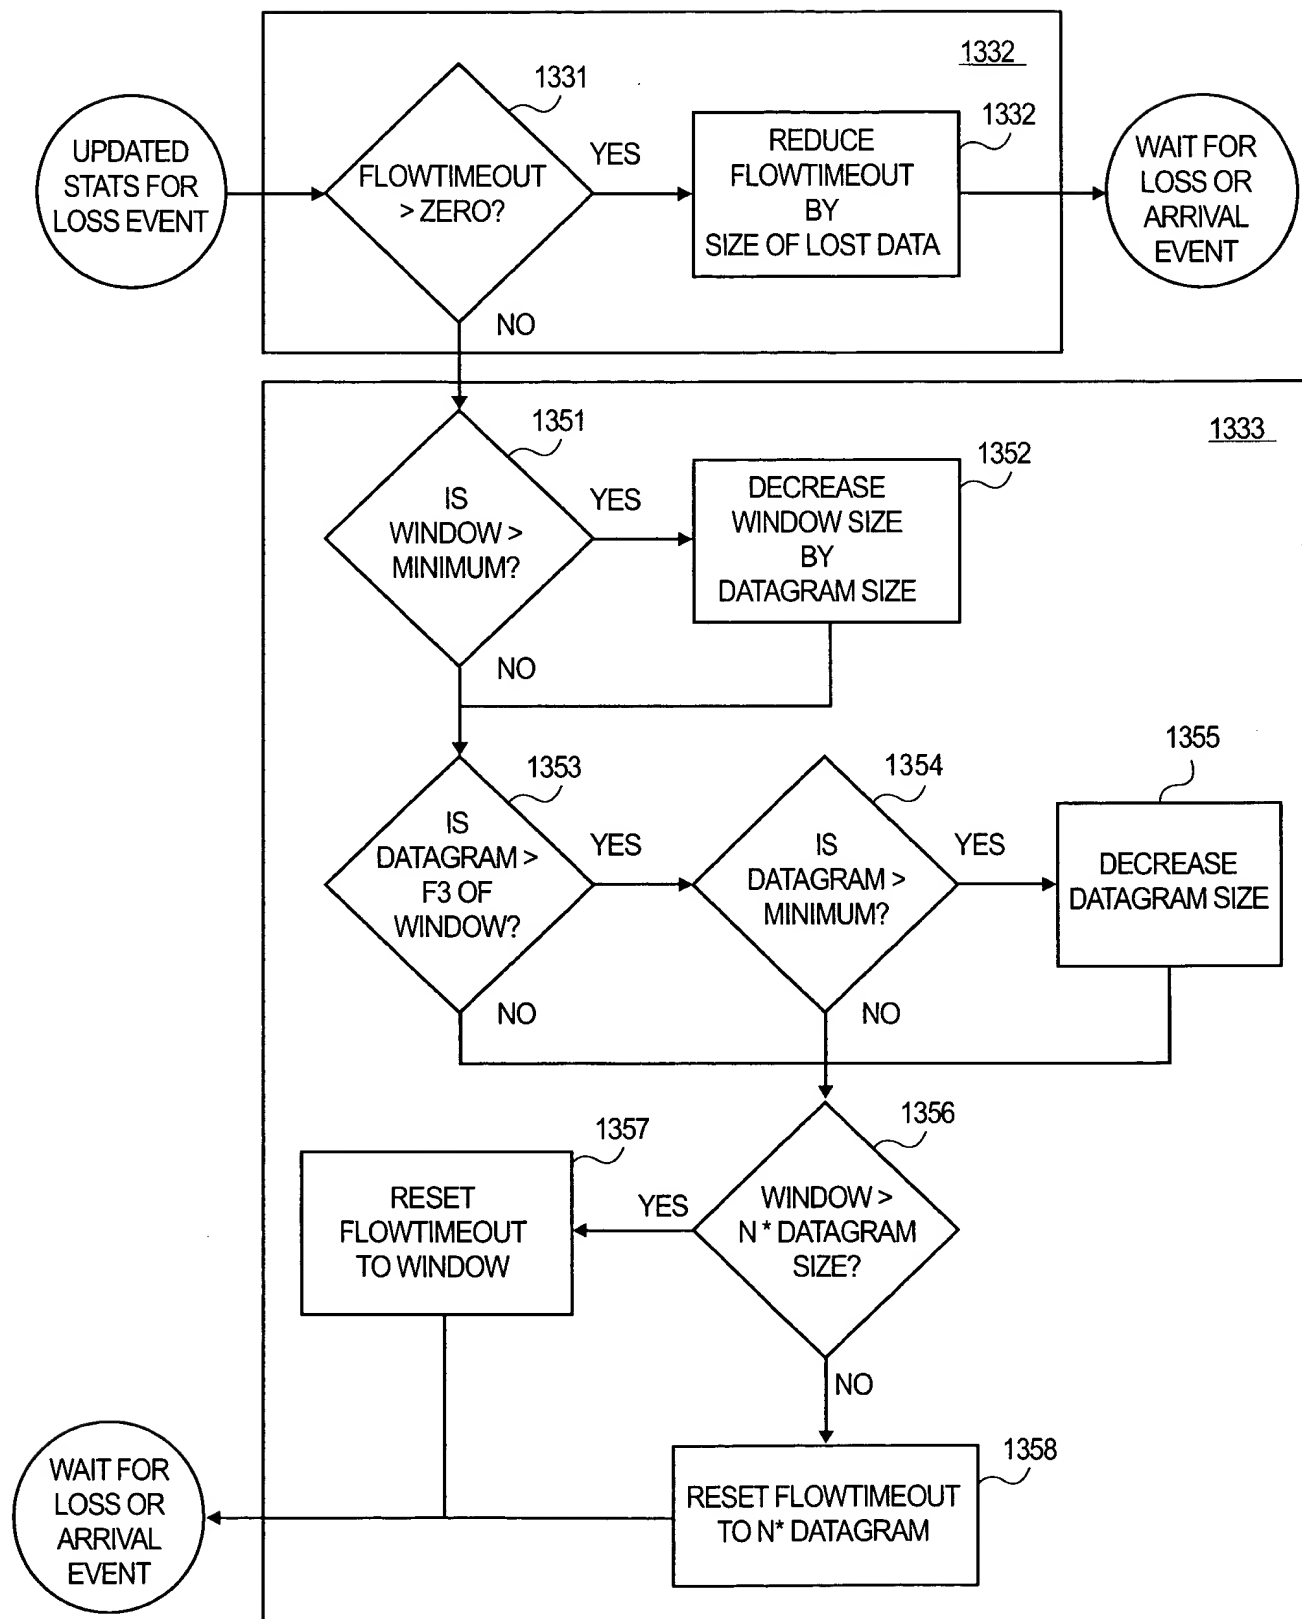 1332
1331
1332
UPDATED
STATS FOR
LOSS EVENT
FLOWTIMEOUT
> ZERO?
YES
REDUCE
FLOWTIMEOUT
BY
SIZE OF LOST DATA
WAIT FOR
LOSS OR
ARRIVAL
EVENT
NO
1333
1351
1352
IS
WINDOW >
MINIMUM?
YES
DECREASE
WINDOW SIZE
BY
DATAGRAM SIZE
NO
1353
1354
1355
IS
DATAGRAM >
F3 OF
WINDOW?
YES
IS
DATAGRAM >
MINIMUM?
YES
DECREASE
DATAGRAM SIZE
NO
NO
1356
1357
WINDOW >
N * DATAGRAM
SIZE?
YES
RESET
FLOWTIMEOUT
TO WINDOW
NO
1358
RESET FLOWTIMEOUT
TO N* DATAGRAM
WAIT FOR
LOSS OR
ARRIVAL
EVENT